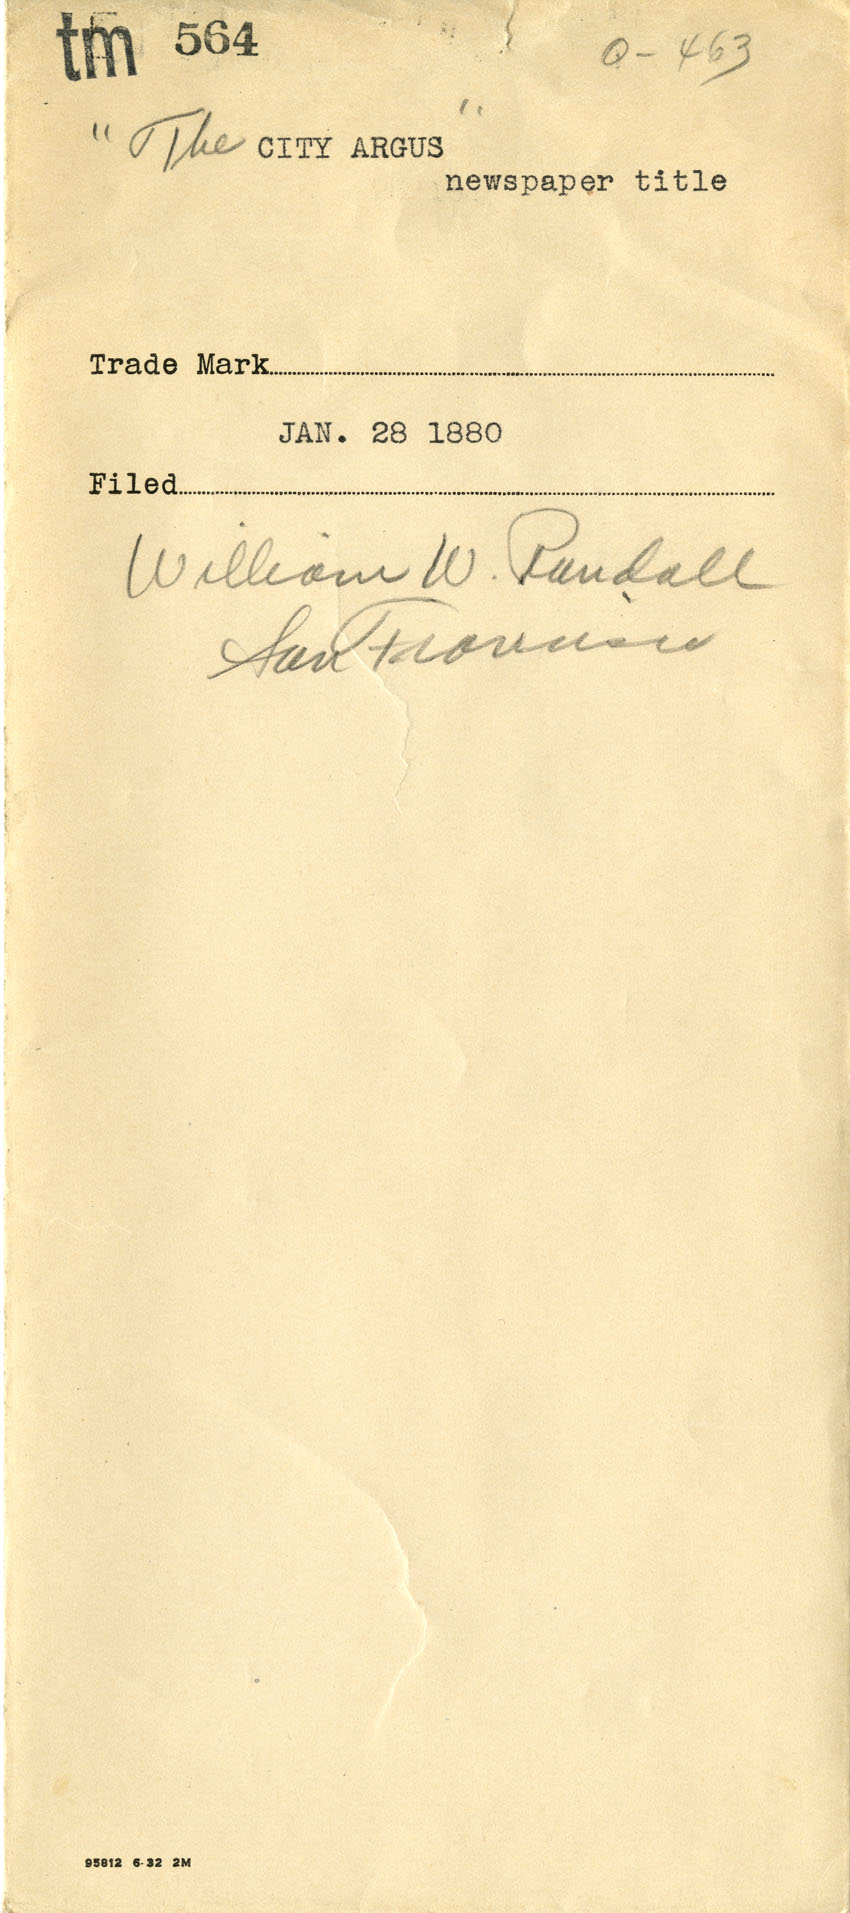 tm 564 O-463
"The CITY ARGUS"
newspaper title
Trade Mark
JAN. 28 1880
Filed
William W. Randall
San Francisco
95812 6-32 2M